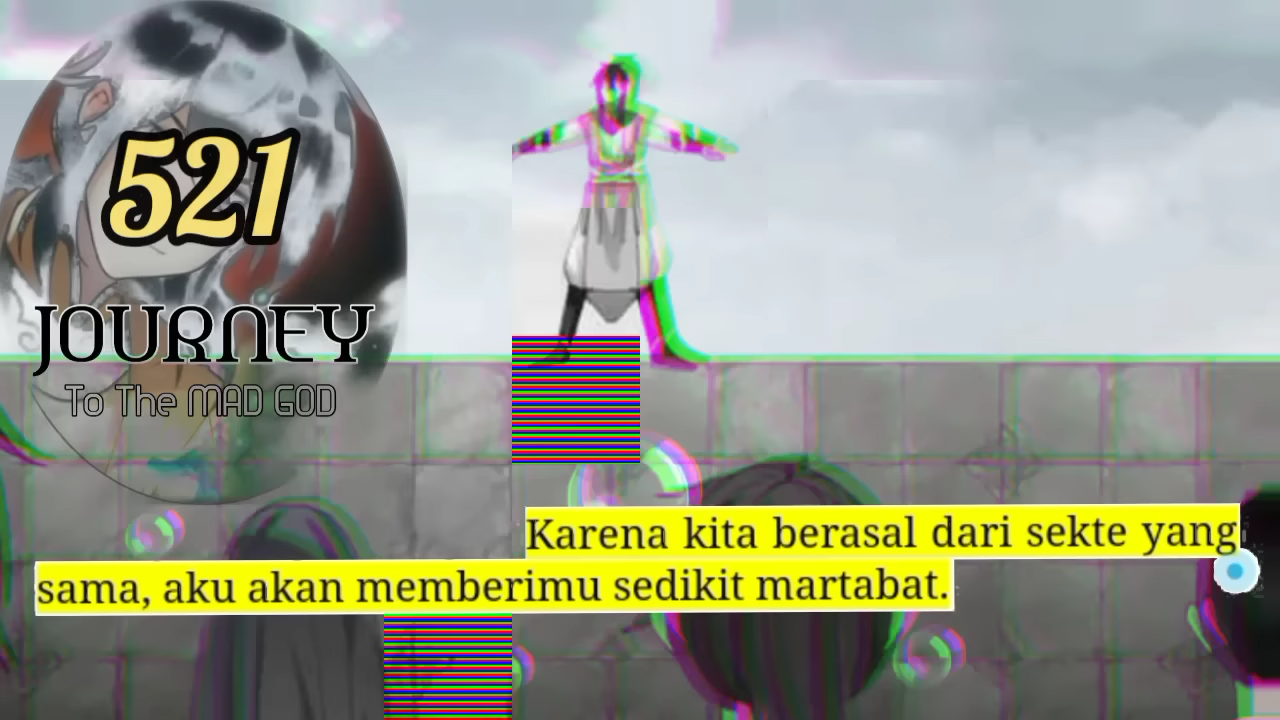 521
JOURNEY
To The MAD GOD
Karena kita berasal dari sekte yang
sama, aku akan memberimu sedikit martabat.